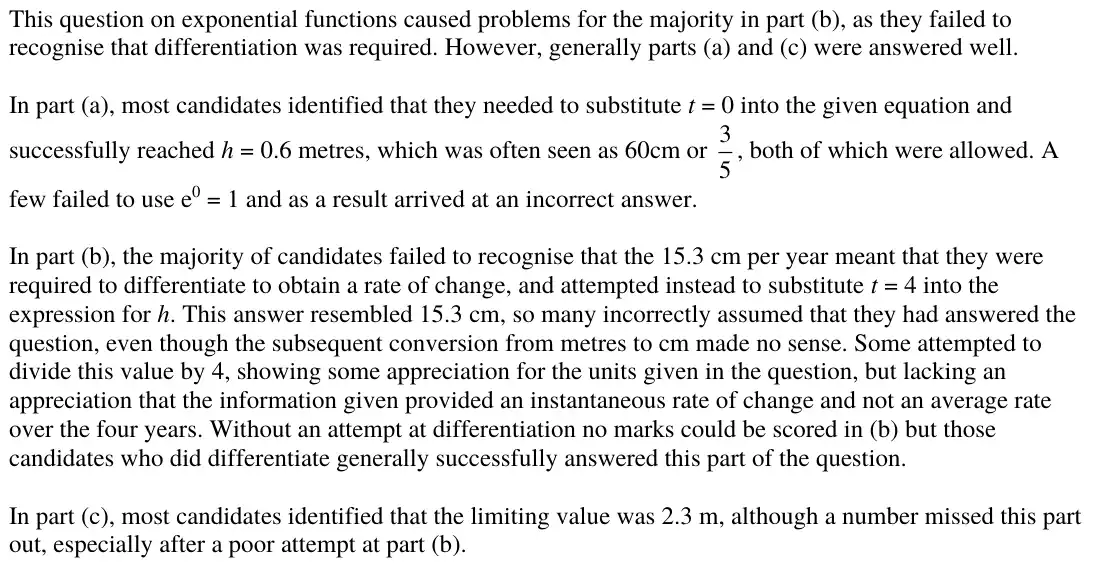 This question on exponential functions caused problems for the majority in part (b), as they failed to
recognise that differentiation was required. However, generally parts (a) and (c) were answered well.
In part (a), most candidates identified that they needed to substitute t = 0 into the given equation and
successfully reached h = 0.6 metres, which was often seen as 60cm or 3/5, both of which were allowed. A
few failed to use e⁰ = 1 and as a result arrived at an incorrect answer.
In part (b), the majority of candidates failed to recognise that the 15.3 cm per year meant that they were
required to differentiate to obtain a rate of change, and attempted instead to substitute t = 4 into the
expression for h. This answer resembled 15.3 cm, so many incorrectly assumed that they had answered the
question, even though the subsequent conversion from metres to cm made no sense. Some attempted to
divide this value by 4, showing some appreciation for the units given in the question, but lacking an
appreciation that the information given provided an instantaneous rate of change and not an average rate
over the four years. Without an attempt at differentiation no marks could be scored in (b) but those
candidates who did differentiate generally successfully answered this part of the question.
In part (c), most candidates identified that the limiting value was 2.3 m, although a number missed this part
out, especially after a poor attempt at part (b).